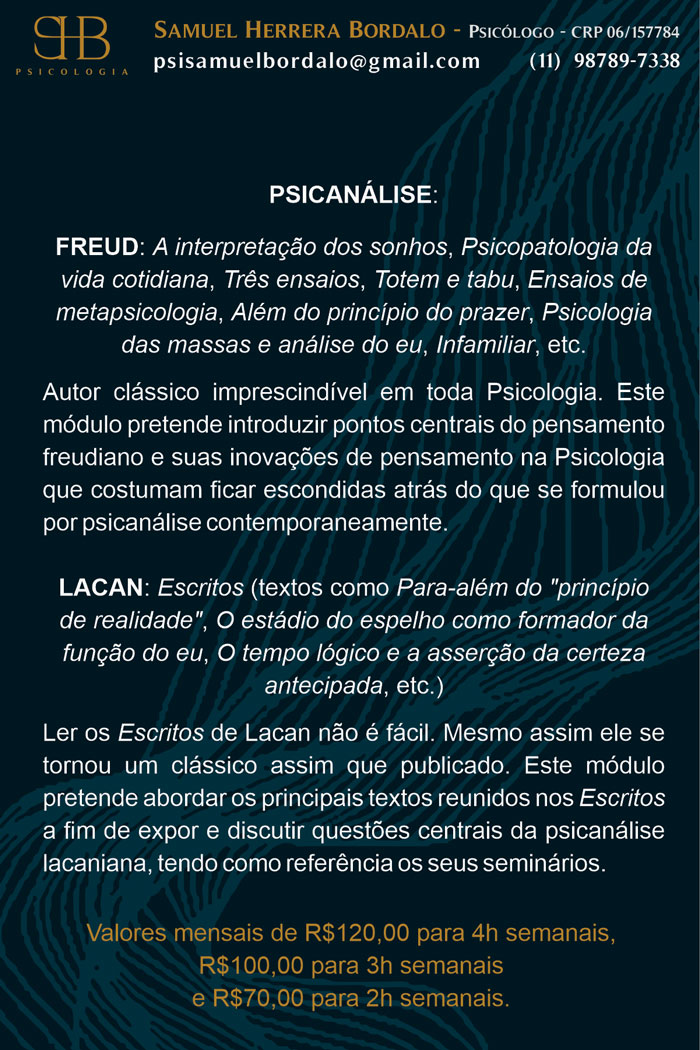 SHB
PSICOLOGIA
SAMUEL HERRERA BORDALO - PSICÓLOGO - CRP 06/157784
psisamuelbordalo@gmail.com (11) 98789-7338
PSICANÁLISE:
FREUD: A interpretação dos sonhos, Psicopatologia da
vida cotidiana, Três ensaios, Totem e tabu, Ensaios de
metapsicologia, Além do princípio do prazer, Psicologia
das massas e análise do eu, Infamiliar, etc.
Autor clássico imprescindível em toda Psicologia. Este
módulo pretende introduzir pontos centrais do pensamento
freudiano e suas inovações de pensamento na Psicologia
que costumam ficar escondidas atrás do que se formulou
por psicanálise contemporaneamente.
LACAN: Escritos (textos como Para-além do "princípio
de realidade", O estádio do espelho como formador da
função do eu, O tempo lógico e a asserção da certeza
antecipada, etc.)
Ler os Escritos de Lacan não é fácil. Mesmo assim ele se
tornou um clássico assim que publicado. Este módulo
pretende abordar os principais textos reunidos nos Escritos
a fim de expor e discutir questões centrais da psicanálise
lacaniana, tendo como referência os seus seminários.
Valores mensais de R$120,00 para 4h semanais,
R$100,00 para 3h semanais
e R$70,00 para 2h semanais.